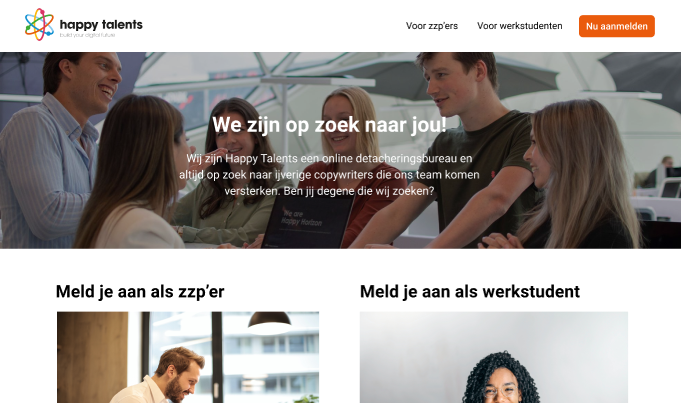 happy talents
build your digital future
Voor zzp'ers
Voor werkstudenten
Nu aanmelden
We zijn op zoek naar jou!
Wij zijn Happy Talents een online detacheringsbureau en
altijd op zoek naar ijverige copywriters die ons team komen
versterken. Ben jij degene die wij zoeken?
We are
happy
Meld je aan als zzp'er
Meld je aan als werkstudent